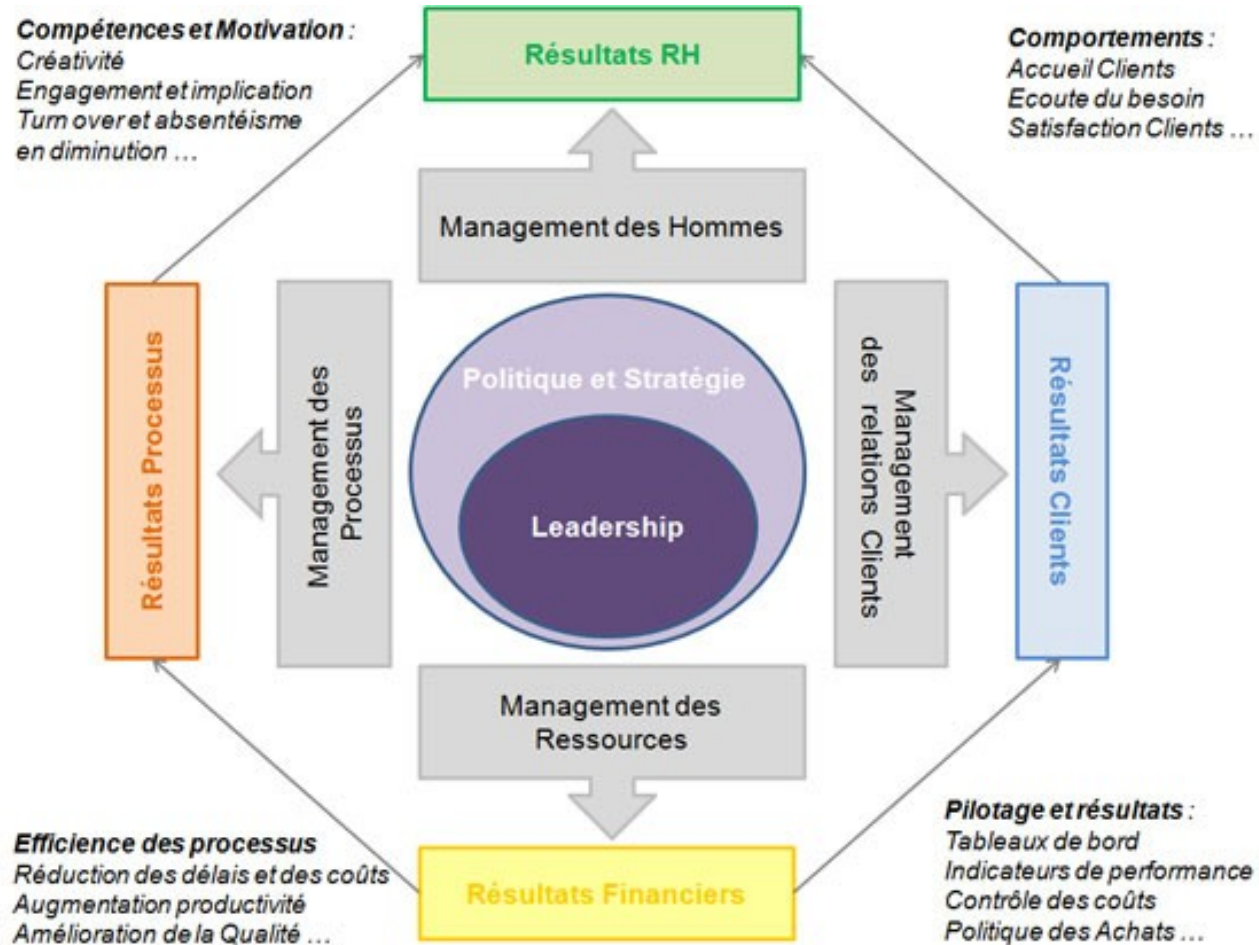 Compétences et Motivation :
Créativité
Engagement et implication
Turn over et absentéisme
en diminution …
Résultats RH
Comportements :
Accueil Clients
Ecoute du besoin
Satisfaction Clients …
Management des Hommes
Résultats Processus
Management des
Processus
Politique et Stratégie
Leadership
Management
des relations Clients
Résultats Clients
Management des
Ressources
Efficience des processus
Réduction des délais et des coûts
Augmentation productivité
Amélioration de la Qualité …
Résultats Financiers
Pilotage et résultats :
Tableaux de bord
Indicateurs de performance
Contrôle des coûts
Politique des Achats …